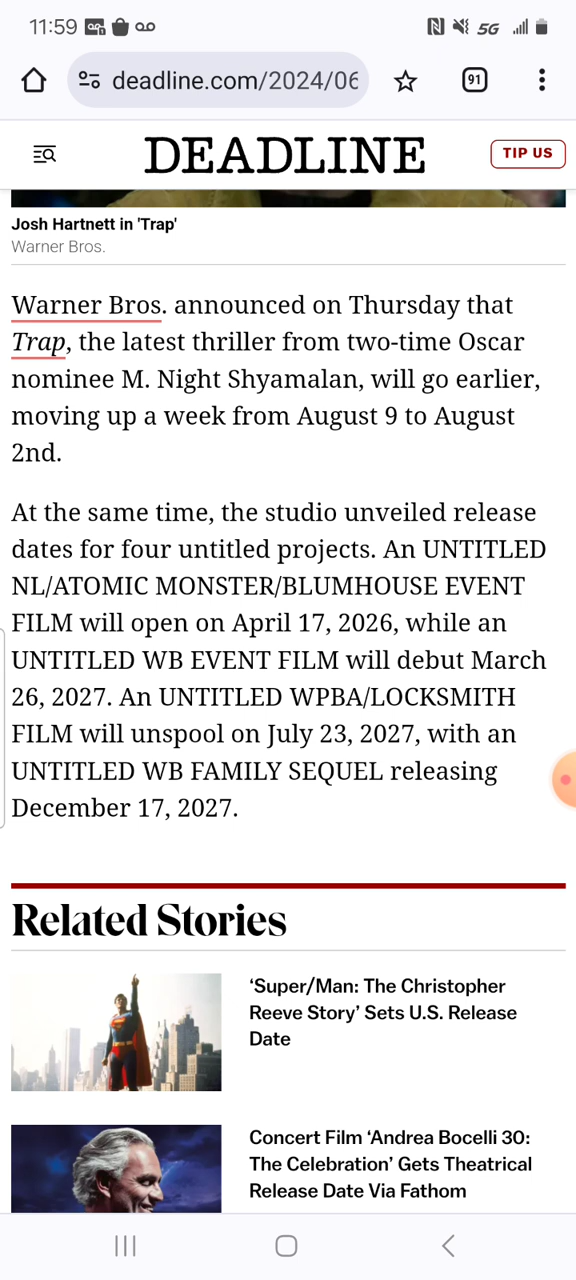 11:59
5G
deadline.com/2024/06
91
DEADLINE
TIP US
Josh Hartnett in 'Trap'
Warner Bros.
Warner Bros. announced on Thursday that
Trap, the latest thriller from two-time Oscar
nominee M. Night Shyamalan, will go earlier,
moving up a week from August 9 to August
2nd.
At the same time, the studio unveiled release
dates for four untitled projects. An UNTITLED
NL/ATOMIC MONSTER/BLUMHOUSE EVENT
FILM will open on April 17, 2026, while an
UNTITLED WB EVENT FILM will debut March
26, 2027. An UNTITLED WPBA/LOCKSMITH
FILM will unspool on July 23, 2027, with an
UNTITLED WB FAMILY SEQUEL releasing
December 17, 2027.
Related Stories
‘Super/Man: The Christopher
Reeve Story’ Sets U.S. Release
Date
Concert Film ‘Andrea Bocelli 30:
The Celebration’ Gets Theatrical
Release Date Via Fathom